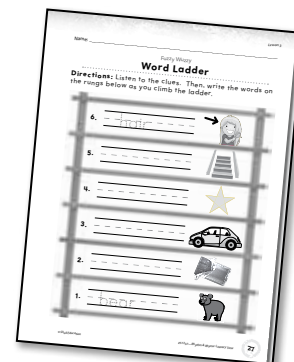 Name
Fuzzy Wuzzy
Word Ladder
Directions: Listen to the clues. Then, write the words on
the rungs below as you climb the ladder.
6. hair
5.
4.
3.
2.
1. bear
27